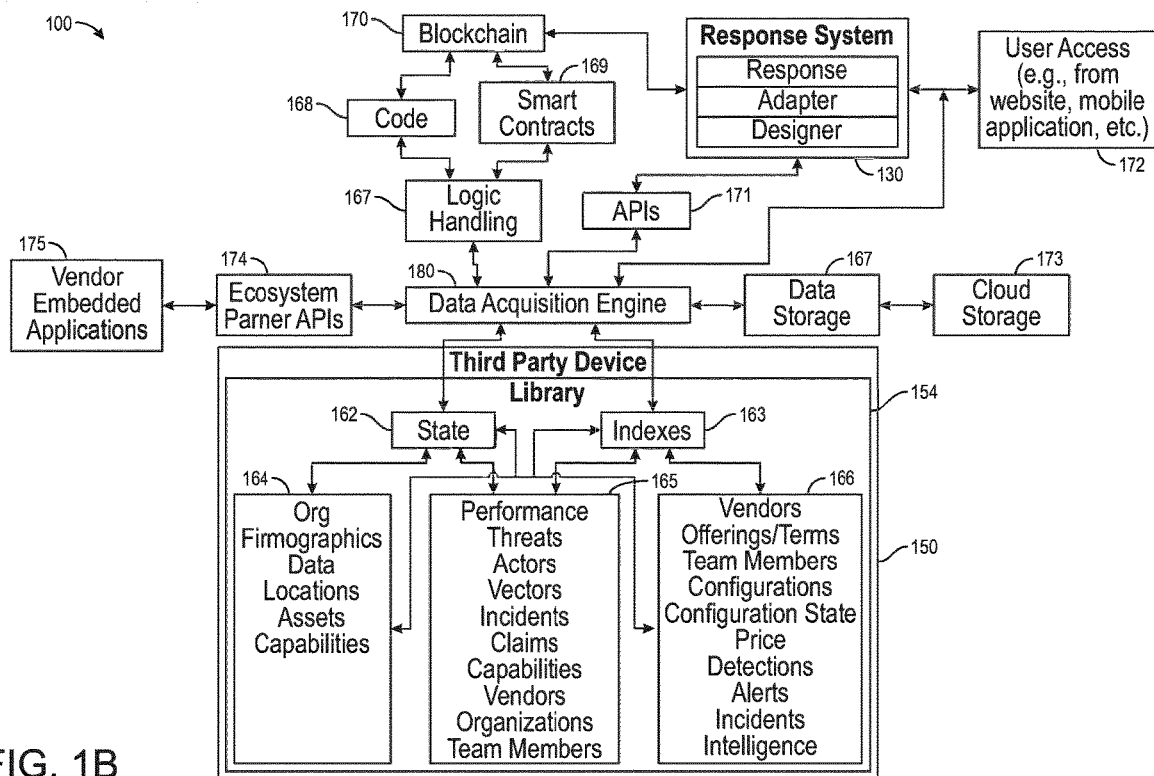 100
170
Blockchain
169
Smart
Contracts
168
Code
Response System
Response
Adapter
Designer
130
User Access
(e.g., from
website, mobile
application, etc.)
172
167
Logic
Handling
171
APIs
175
Vendor
Embedded
Applications
174
Ecosystem
Parner APIs
180
Data Acquisition Engine
167
Data
Storage
173
Cloud
Storage
Third Party Device
Library
154
162
State
163
Indexes
164
Org
Firmographics
Data
Locations
Assets
Capabilities
165
Performance
Threats
Actors
Vectors
Incidents
Claims
Capabilities
Vendors
Organizations
Team Members
166
Vendors
Offerings/Terms
Team Members
Configurations
Configuration State
Price
Detections
Alerts
Incidents
Intelligence
150
FIG. 1B